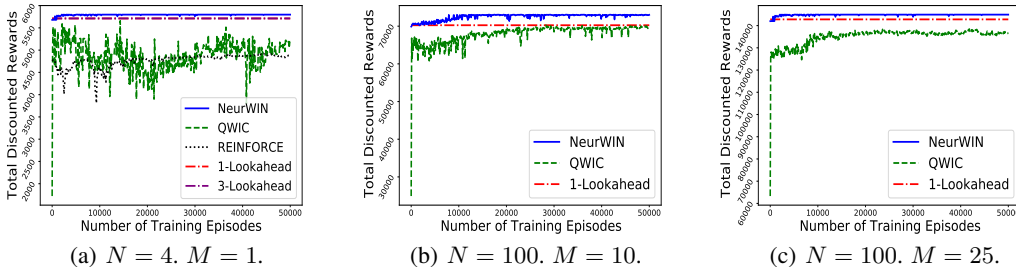 Total Discounted Rewards
6000
5500
5000
4500
4000
3500
3000
2500
2000
NeurWIN
QWIC
REINFORCE
1-Lookahead
3-Lookahead
0 10000 20000 30000 40000 50000
Number of Training Episodes
(a) N = 4. M = 1.
Total Discounted Rewards
70000
60000
50000
40000
30000
NeurWIN
QWIC
1-Lookahead
0 10000 20000 30000 40000 50000
Number of Training Episodes
(b) N = 100. M = 10.
Total Discounted Rewards
140000
130000
120000
110000
100000
90000
80000
70000
60000
NeurWIN
QWIC
1-Lookahead
0 10000 20000 30000 40000 50000
Number of Training Episodes
(c) N = 100. M = 25.